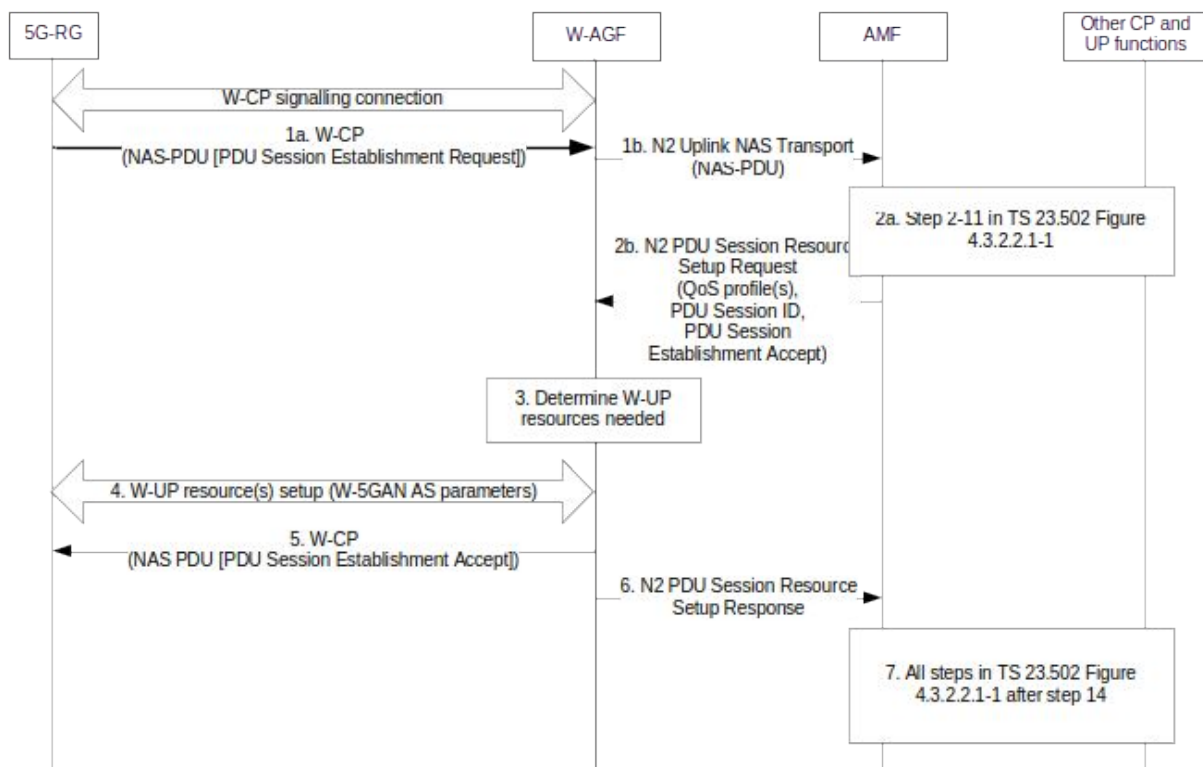 5G-RG
W-AGF
AMF
Other CP and
UP functions
W-CP signalling connection
1a. W-CP
(NAS-PDU [PDU Session Establishment Request])
1b. N2 Uplink NAS Transport
(NAS-PDU)
2a. Step 2-11 in TS 23.502 Figure
4.3.2.2.1-1
2b. N2 PDU Session Resourc
Setup Request
(QoS profile(s),
PDU Session ID,
PDU Session
Establishment Accept)
3. Determine W-UP
resources needed
4. W-UP resource(s) setup (W-5GAN AS parameters)
5. W-CP
(NAS PDU [PDU Session Establishment Accept])
6. N2 PDU Session Resource
Setup Response
7. All steps in TS 23.502 Figure
4.3.2.2.1-1 after step 14